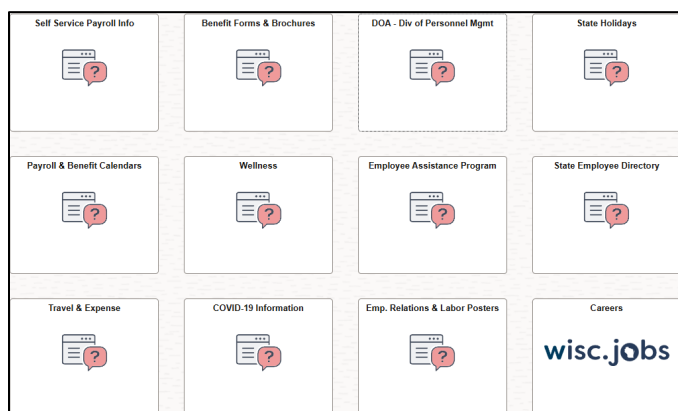 Self Service Payroll Info
Benefit Forms & Brochures
DOA - Div of Personnel Mgmt
State Holidays
?
?
?
?
Payroll & Benefit Calendars
Wellness
Employee Assistance Program
State Employee Directory
?
?
?
?
Travel & Expense
COVID-19 Information
Emp. Relations & Labor Posters
Careers
?
?
?
wisc.jobs